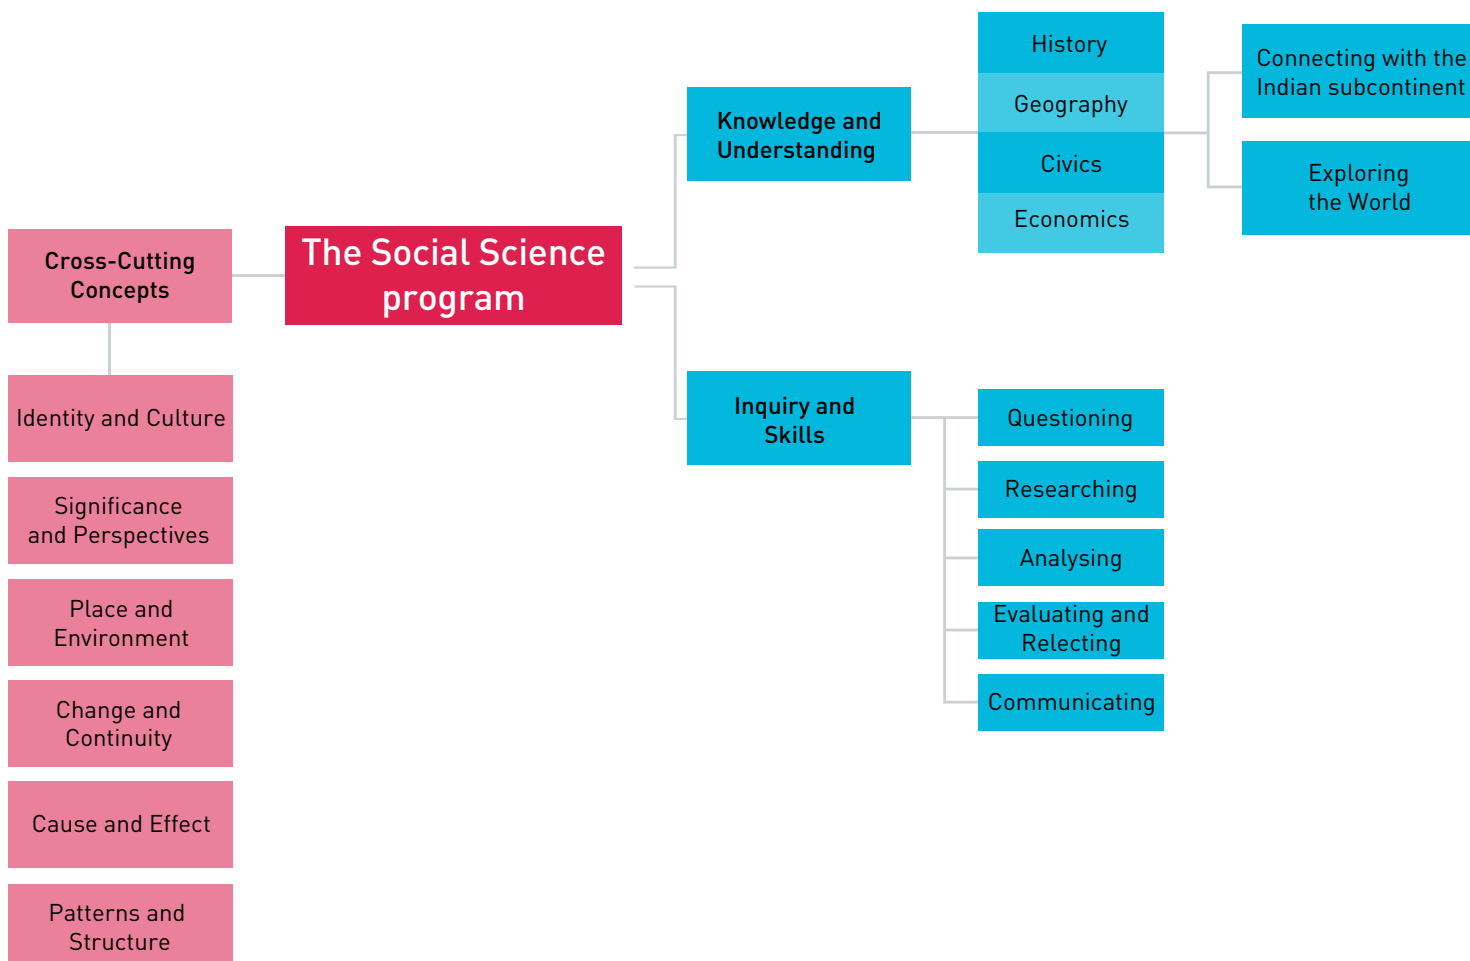 The Social Science
program
Cross-Cutting
Concepts
Identity and Culture
Significance
and Perspectives
Place and
Environment
Change and
Continuity
Cause and Effect
Patterns and
Structure
Knowledge and
Understanding
History
Geography
Civics
Economics
Connecting with the
Indian subcontinent
Exploring
the World
Inquiry and
Skills
Questioning
Researching
Analysing
Evaluating and
Relecting
Communicating